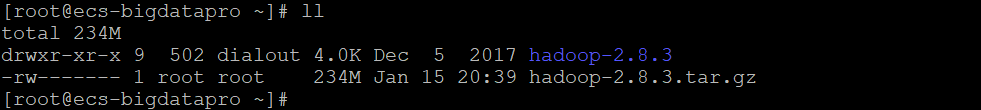 [root@ecs-bigdatapro ~]# ll
total 234M
drwxr-xr-x 9  502 dialout 4.0K Dec  5  2017 hadoop-2.8.3
-rw------- 1 root root    234M Jan 15 20:39 hadoop-2.8.3.tar.gz
[root@ecs-bigdatapro ~]#